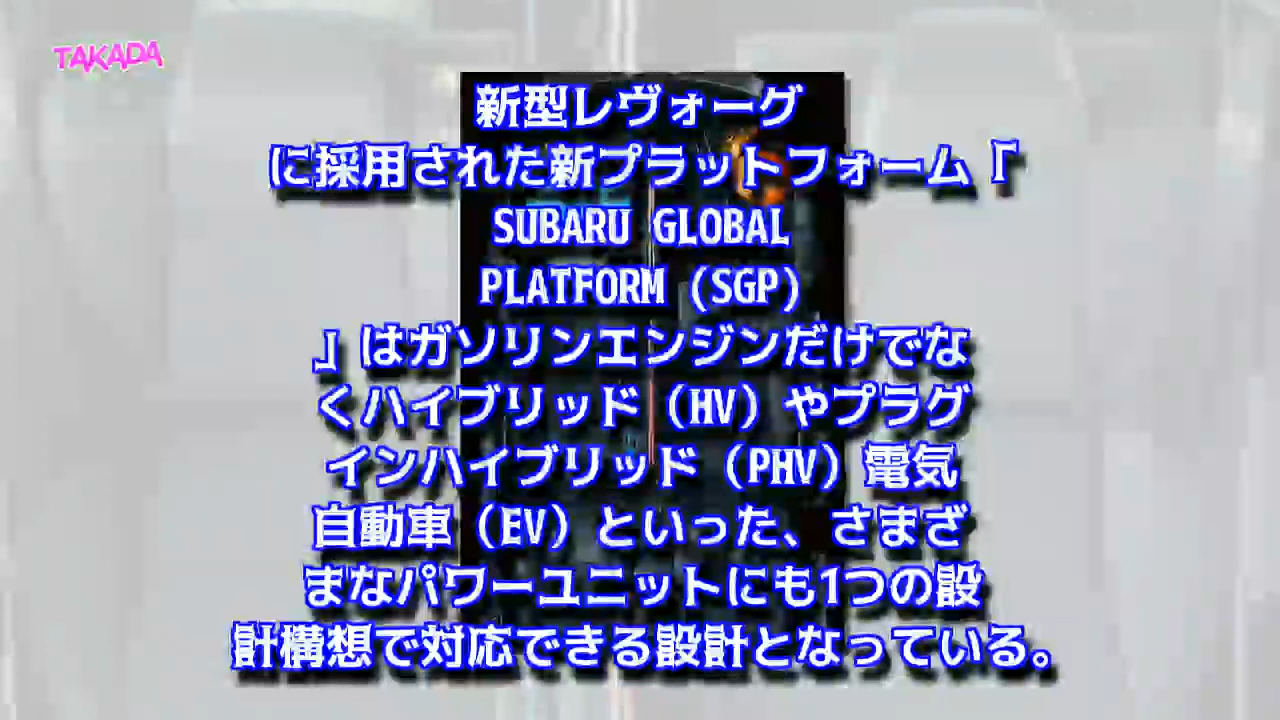 TAKADA
新型レヴォーグ
に採用された新プラットフォーム『
SUBARU GLOBAL
PLATFORM (SGP)
』はガソリンエンジンだけでな
くハイブリッド（HV）やプラグ
インハイブリッド（PHV）電気
自動車（EV）といった、さまざ
まなパワーユニットにも1つの設
計構想で対応できる設計となっている。